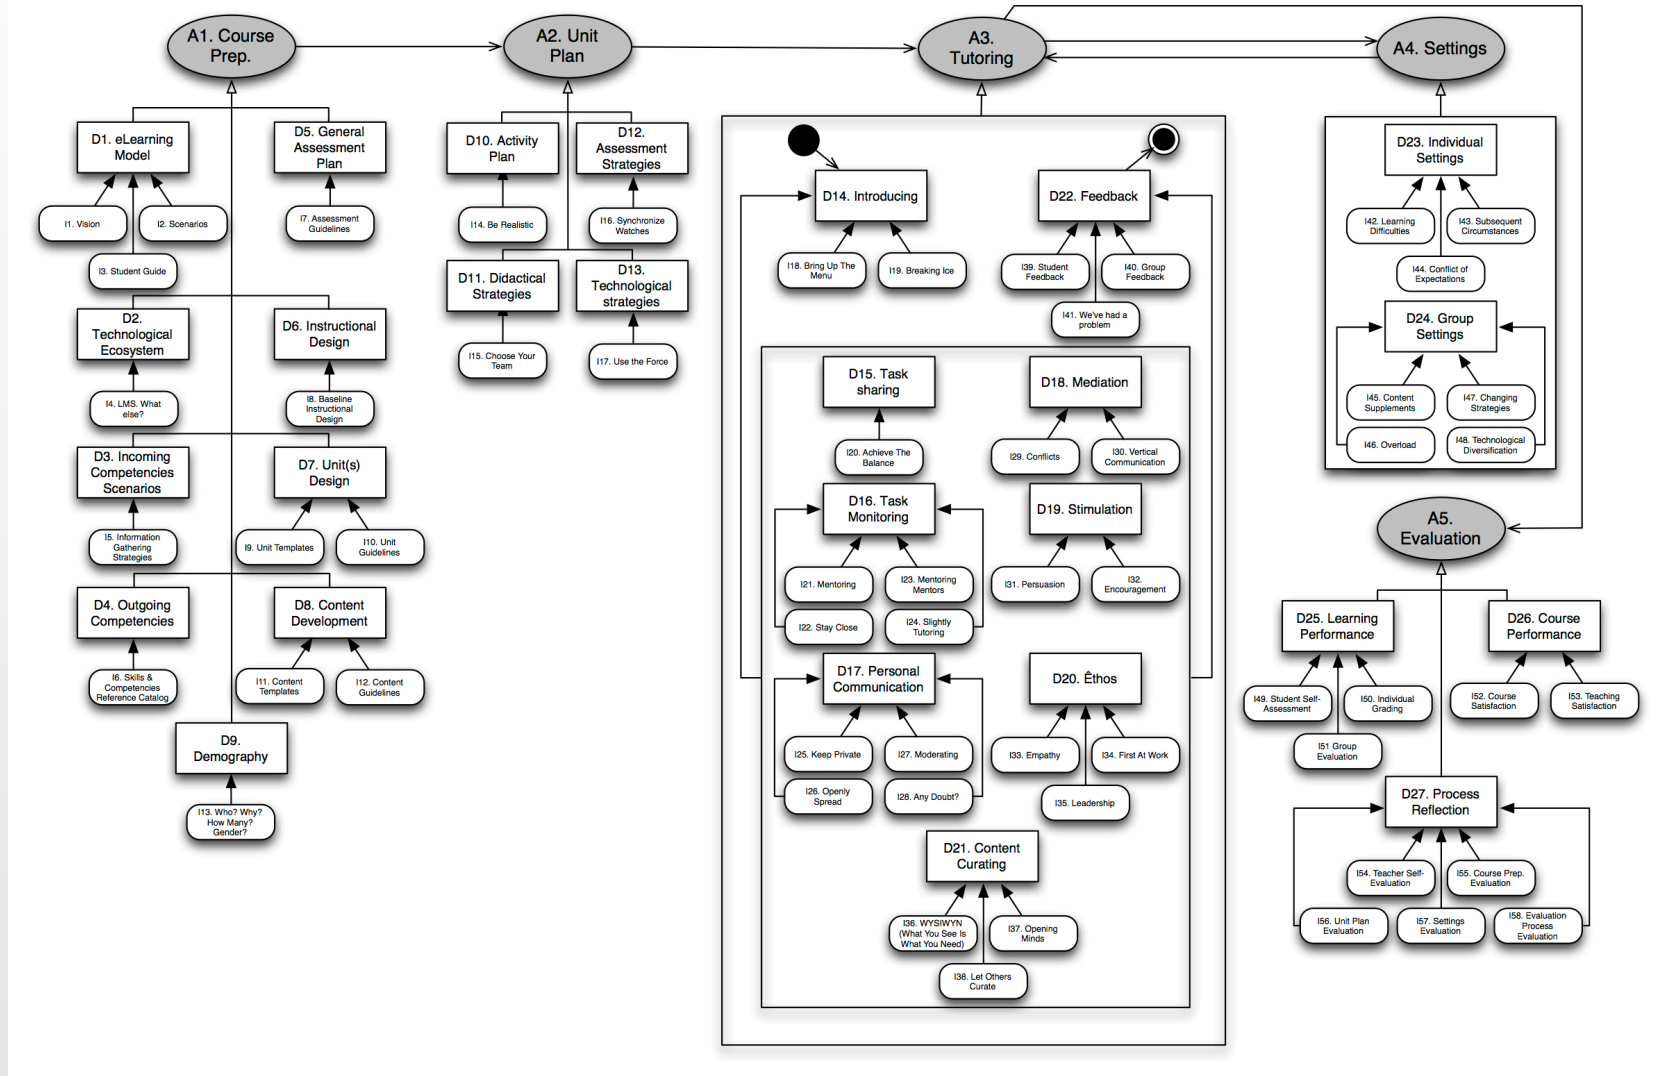 A1. Course
Prep.
A2. Unit
Plan
A3.
Tutoring
A4. Settings
D1. eLearning
Model
D5. General
Assessment
Plan
I1. Vision
I2. Scenarios
I7. Assessment
Guidelines
I3. Student Guide
D2.
Technological
Ecosystem
D6. Instructional
Design
I4. LMS. What
else?
I8. Baseline
Instructional
Design
D3. Incoming
Competencies
Scenarios
D7. Unit(s)
Design
I5. Information
Gathering
Strategies
I9. Unit Templates
I10. Unit
Guidelines
D4. Outgoing
Competencies
D8. Content
Development
I6. Skills &
Competencies
Reference Catalog
I11. Content
Templates
I12. Content
Guidelines
D9.
Demography
I13. Who? Why?
How Many?
Gender?
D10. Activity
Plan
D12.
Assessment
Strategies
I14. Be Realistic
I16. Synchronize
Watches
D11. Didactical
Strategies
D13.
Technological
strategies
I15. Choose Your
Team
I17. Use the Force
D14. Introducing
D22. Feedback
I18. Bring Up The
Menu
I19. Breaking Ice
I39. Student
Feedback
I40. Group
Feedback
I41. We've had a
problem
D15. Task
sharing
D18. Mediation
I20. Achieve The
Balance
I29. Conflicts
I30. Vertical
Communication
D16. Task
Monitoring
D19. Stimulation
I21. Mentoring
I23. Mentoring
Mentors
I31. Persuasion
I32.
Encouragement
I22. Stay Close
I24. Slightly
Tutoring
D17. Personal
Communication
D20. Êthos
I25. Keep Private
I27. Moderating
I33. Empathy
I34. First At Work
I26. Openly
Spread
I28. Any Doubt?
I35. Leadership
D21. Content
Curating
I36. WYSIWYN
(What You See Is
What You Need)
I37. Opening
Minds
I38. Let Others
Curate
D23. Individual
Settings
I42. Learning
Difficulties
I43. Subsequent
Circumstances
I44. Conflict of
Expectations
D24. Group
Settings
I45. Content
Supplements
I47. Changing
Strategies
I46. Overload
I48. Technological
Diversification
A5.
Evaluation
D25. Learning
Performance
D26. Course
Performance
I49. Student Self-
Assessment
I50. Individual
Grading
I52. Course
Satisfaction
I53. Teaching
Satisfaction
I51 Group
Evaluation
D27. Process
Reflection
I54. Teacher Self-
Evaluation
I55. Course Prep.
Evaluation
I56. Unit Plan
Evaluation
I57. Settings
Evaluation
I58. Evaluation
Process
Evaluation